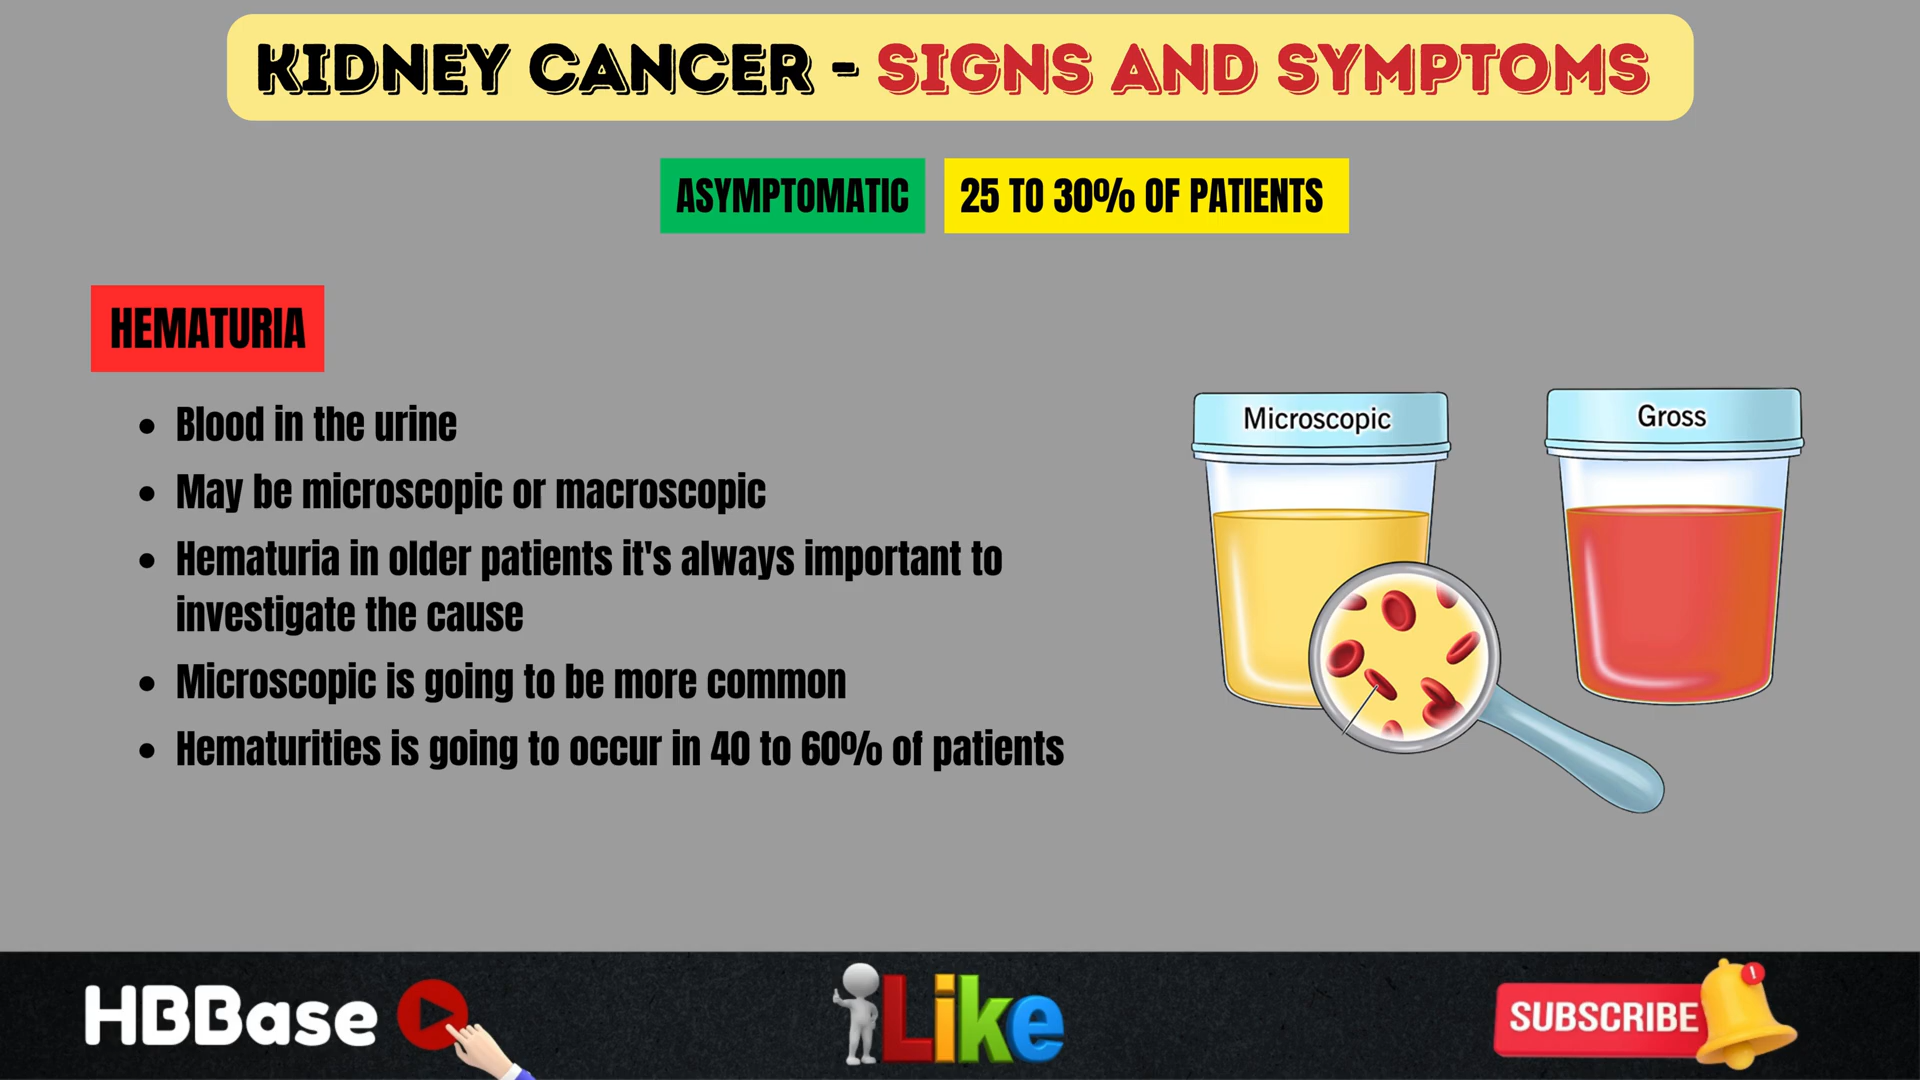 KIDNEY CANCER - SIGNS AND SYMPTOMS
ASYMPTOMATIC
25 TO 30% OF PATIENTS
HEMATURIA
• Blood in the urine
• May be microscopic or macroscopic
• Hematuria in older patients it's always important to
investigate the cause
• Microscopic is going to be more common
• Hematurities is going to occur in 40 to 60% of patients
Microscopic
Gross
HBBase
Like
SUBSCRIBE
!